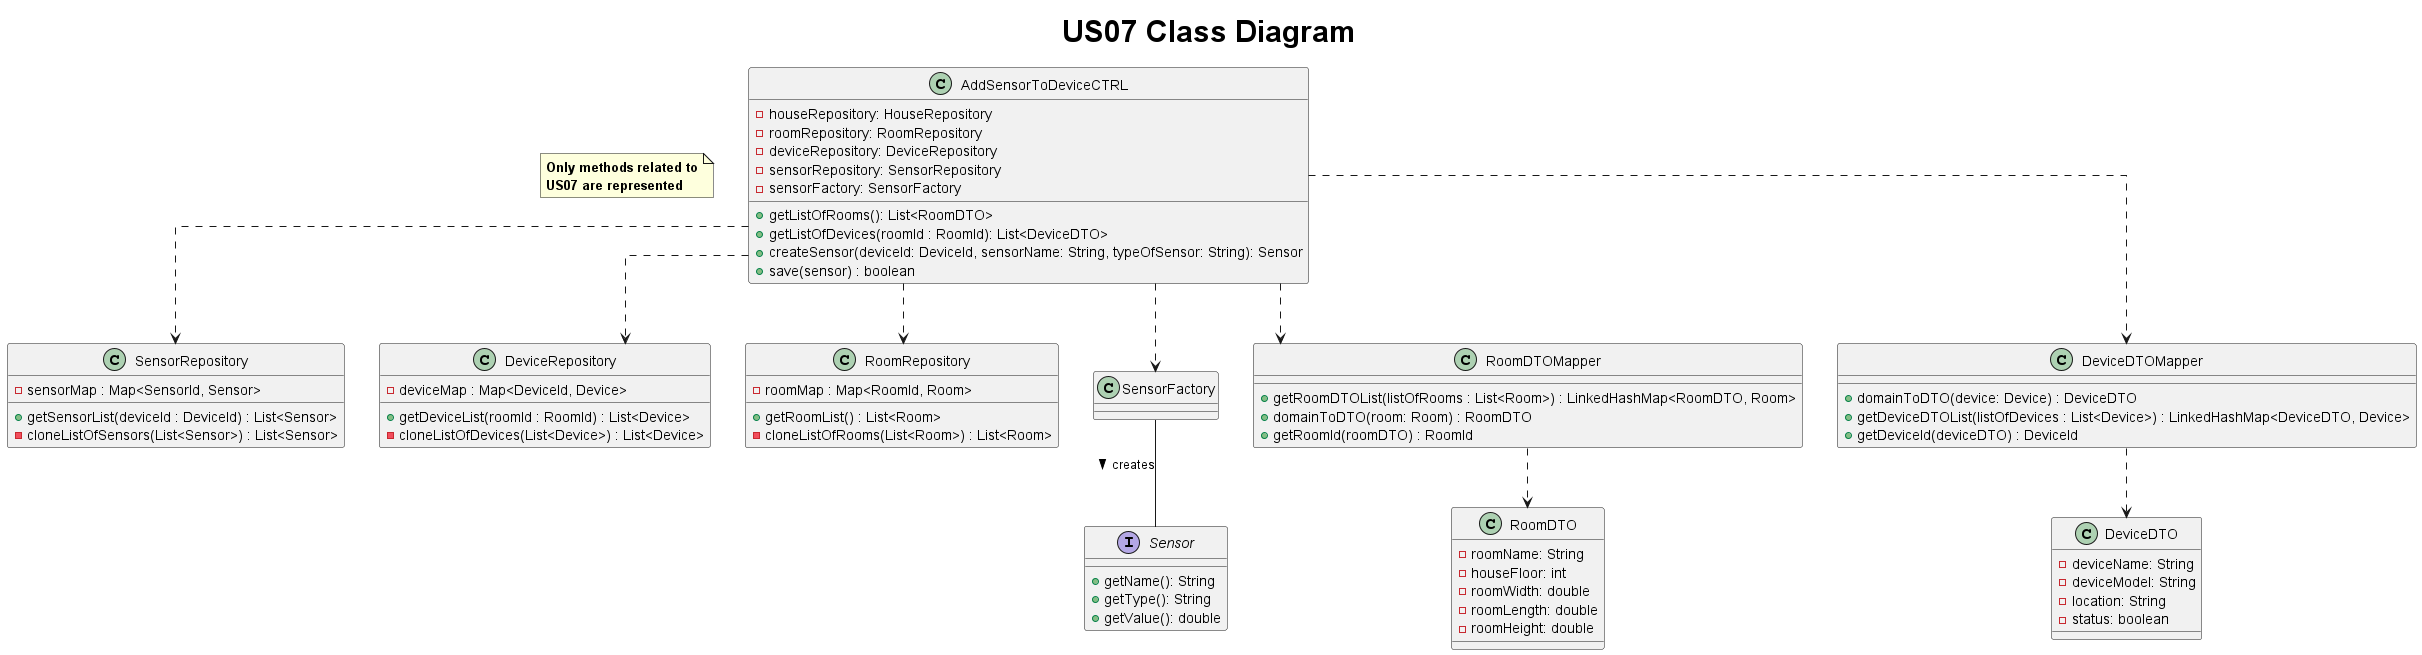 US07 Class Diagram
C AddSensorToDeviceCTRL
houseRepository: HouseRepository
roomRepository: RoomRepository
deviceRepository: DeviceRepository
sensorRepository: SensorRepository
sensorFactory: SensorFactory
getListOfRooms(): List<RoomDTO>
getListOfDevices(roomId : RoomId): List<DeviceDTO>
createSensor(deviceId: DeviceId, sensorName: String, typeOfSensor: String): Sensor
save(sensor) : boolean
Only methods related to
US07 are represented
C SensorRepository
sensorMap : Map<SensorId, Sensor>
getSensorList(deviceId : DeviceId) : List<Sensor>
cloneListOfSensors(List<Sensor>) : List<Sensor>
C DeviceRepository
deviceMap : Map<DeviceId, Device>
getDeviceList(roomId : RoomId) : List<Device>
cloneListOfDevices(List<Device>) : List<Device>
C RoomRepository
roomMap : Map<RoomId, Room>
getRoomList() : List<Room>
cloneListOfRooms(List<Room>) : List<Room>
C SensorFactory
C RoomDTOMapper
getRoomDTOList(listOfRooms : List<Room>) : LinkedHashMap<RoomDTO, Room>
domainToDTO(room: Room) : RoomDTO
getRoomId(roomDTO) : RoomId
C DeviceDTOMapper
domainToDTO(device: Device) : DeviceDTO
getDeviceDTOList(listOfDevices : List<Device>) : LinkedHashMap<DeviceDTO, Device>
getDeviceId(deviceDTO) : DeviceId
creates
I Sensor
getName(): String
getType(): String
getValue(): double
C RoomDTO
roomName: String
houseFloor: int
roomWidth: double
roomLength: double
roomHeight: double
C DeviceDTO
deviceName: String
deviceModel: String
location: String
status: boolean